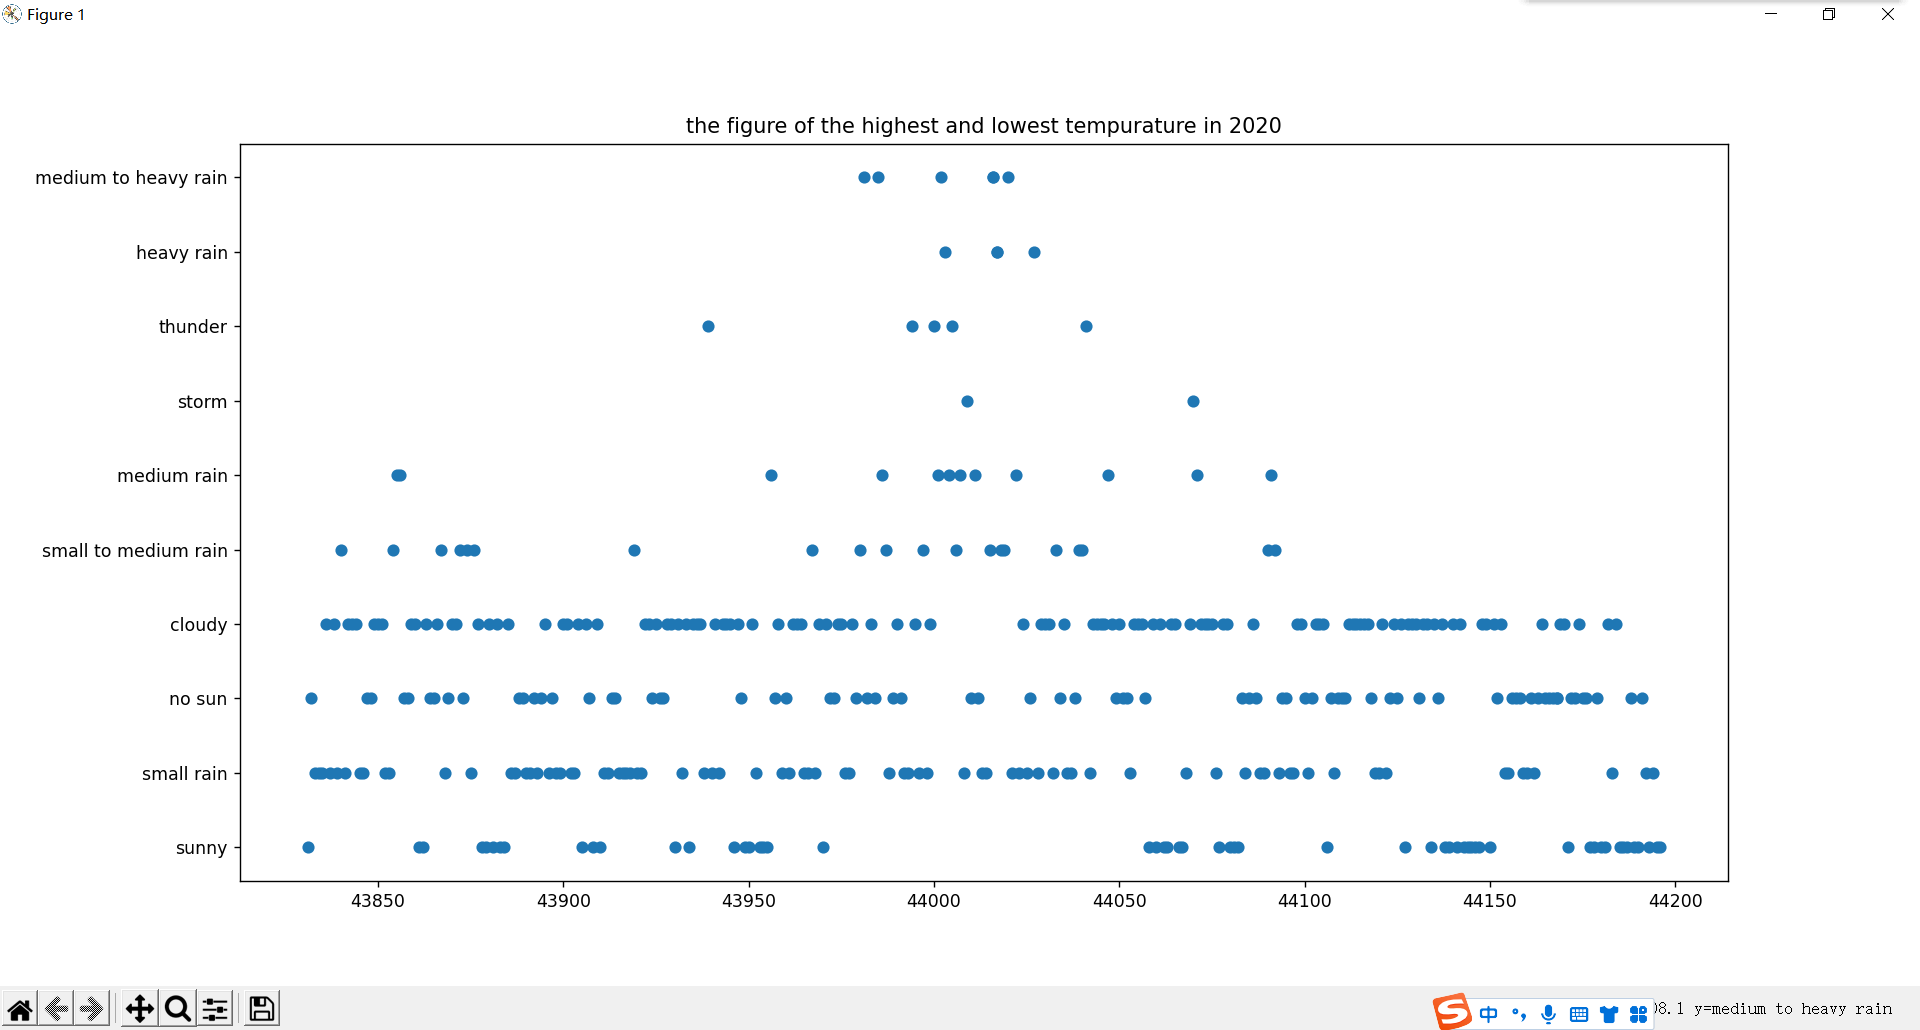 Figure 1
the figure of the highest and lowest tempurature in 2020
medium to heavy rain
heavy rain
thunder
storm
medium rain
small to medium rain
cloudy
no sun
small rain
sunny
43850 43900 43950 44000 44050 44100 44150 44200
S 中 8.1 y=medium to heavy rain